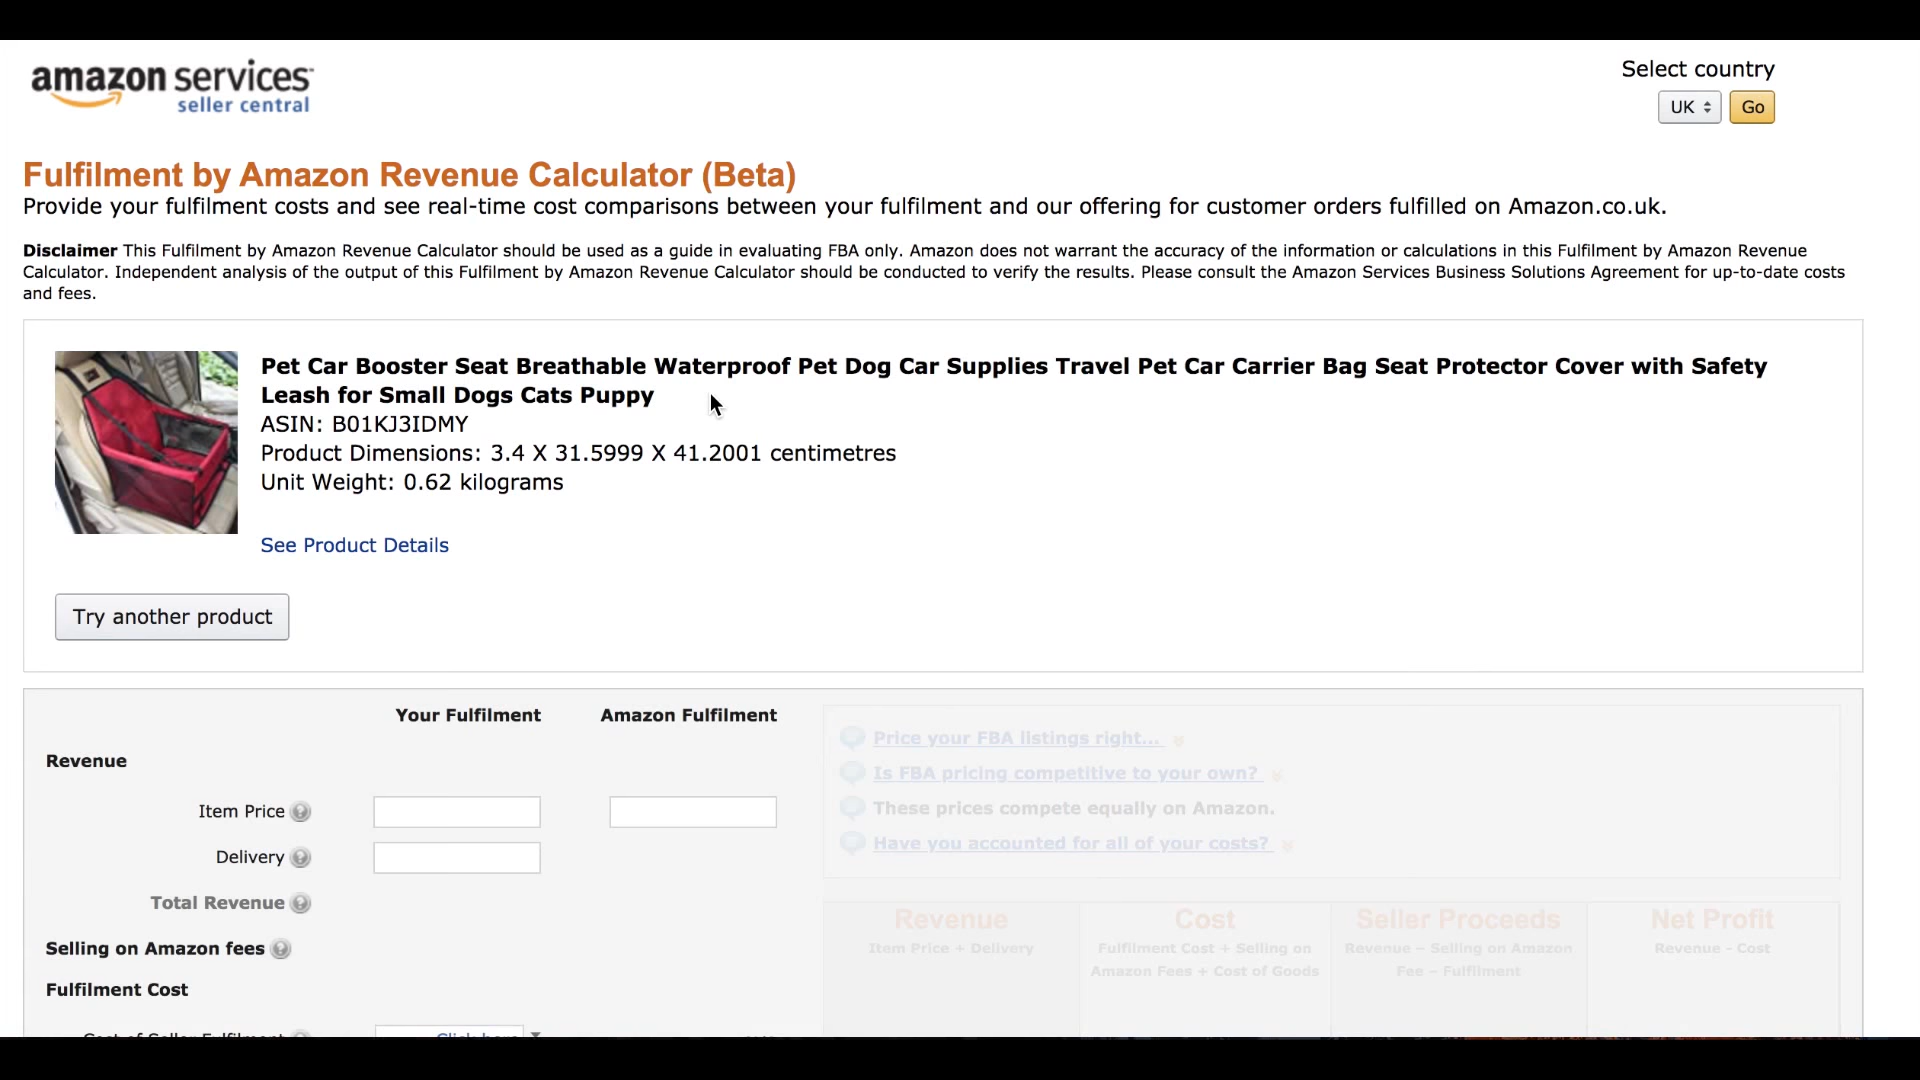 amazon services
seller central
Select country
UK
Go
Fulfilment by Amazon Revenue Calculator (Beta)
Provide your fulfilment costs and see real-time cost comparisons between your fulfilment and our offering for customer orders fulfilled on Amazon.co.uk.
Disclaimer This Fulfilment by Amazon Revenue Calculator should be used as a guide in evaluating FBA only. Amazon does not warrant the accuracy of the information or calculations in this Fulfilment by Amazon Revenue
Calculator. Independent analysis of the output of this Fulfilment by Amazon Revenue Calculator should be conducted to verify the results. Please consult the Amazon Services Business Solutions Agreement for up-to-date costs
and fees.
Pet Car Booster Seat Breathable Waterproof Pet Dog Car Supplies Travel Pet Car Carrier Bag Seat Protector Cover with Safety
Leash for Small Dogs Cats Puppy
ASIN: B01KJ3IDMY
Product Dimensions: 3.4 X 31.5999 X 41.2001 centimetres
Unit Weight: 0.62 kilograms
See Product Details
Try another product
Your Fulfilment Amazon Fulfilment
Revenue
Item Price
Delivery
Total Revenue
Selling on Amazon fees
Fulfilment Cost
Cost of Seller Fulfilment Click here
Price your FBA listings right...
Is FBA pricing competitive to your own?
These prices compete equally on Amazon.
Have you accounted for all of your costs?
Revenue
Item Price + Delivery
Cost
Fulfilment Cost + Selling on
Amazon Fees + Cost of Goods
Seller Proceeds
Revenue – Selling on Amazon
Fee – Fulfilment
Net Profit
Revenue - Cost